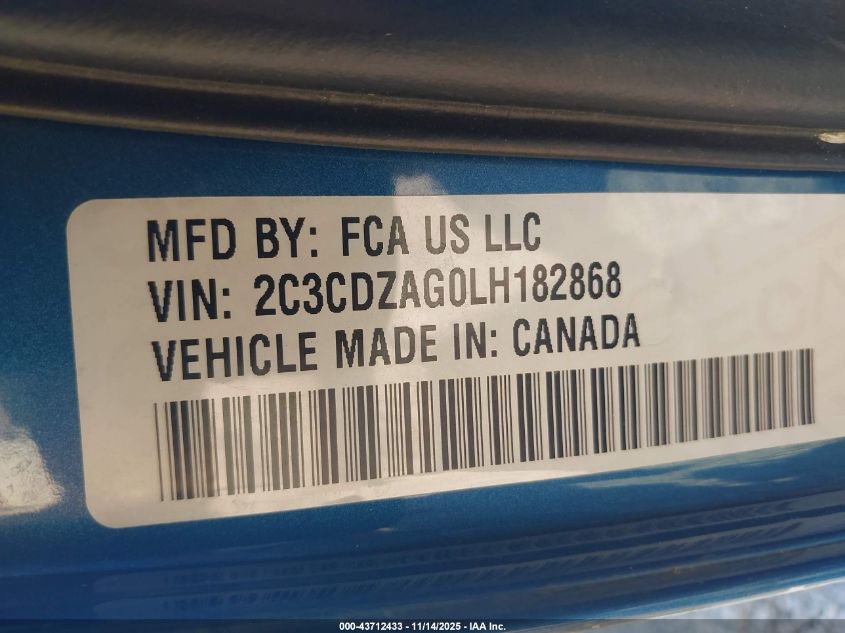 MFD BY: FCA US LLC
VIN: 2C3CDZAG0LH182868
VEHICLE MADE IN: CANADA
000-43712433 - 11/14/2025 - IAA Inc.